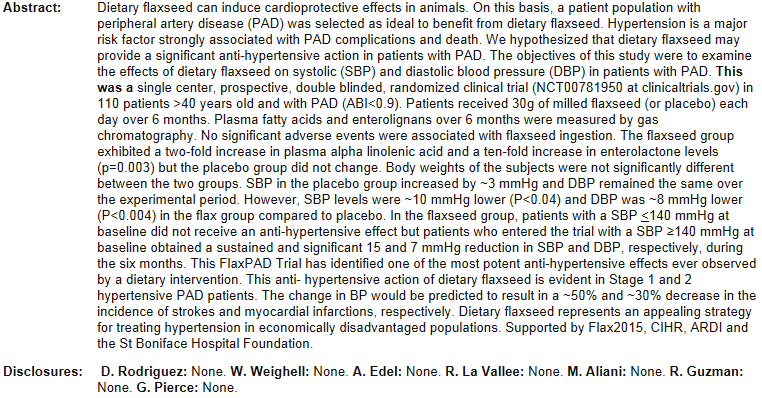 Abstract: Dietary flaxseed can induce cardioprotective effects in animals. On this basis, a patient population with
peripheral artery disease (PAD) was selected as ideal to benefit from dietary flaxseed. Hypertension is a major
risk factor strongly associated with PAD complications and death. We hypothesized that dietary flaxseed may
provide a significant anti-hypertensive action in patients with PAD. The objectives of this study were to examine
the effects of dietary flaxseed on systolic (SBP) and diastolic blood pressure (DBP) in patients with PAD. This
was a single center, prospective, double blinded, randomized clinical trial (NCT00781950 at clinicaltrials.gov) in
110 patients >40 years old and with PAD (ABI<0.9). Patients received 30g of milled flaxseed (or placebo) each
day over 6 months. Plasma fatty acids and enterolignans over 6 months were measured by gas
chromatography. No significant adverse events were associated with flaxseed ingestion. The flaxseed group
exhibited a two-fold increase in plasma alpha linolenic acid and a ten-fold increase in enterolactone levels
(p=0.003) but the placebo group did not change. Body weights of the subjects were not significantly different
between the two groups. SBP in the placebo group increased by ~3 mmHg and DBP remained the same over
the experimental period. However, SBP levels were ~10 mmHg lower (P<0.04) and DBP was ~8 mmHg lower
(P<0.004) in the flax group compared to placebo. In the flaxseed group, patients with a SBP <140 mmHg at
baseline did not receive an anti-hypertensive effect but patients who entered the trial with a SBP ≥140 mmHg at
baseline obtained a sustained and significant 15 and 7 mmHg reduction in SBP and DBP, respectively, during
the six months. This FlaxPAD Trial has identified one of the most potent anti-hypertensive effects ever observed
by a dietary intervention. This anti- hypertensive action of dietary flaxseed is evident in Stage 1 and 2
hypertensive PAD patients. The change in BP would be predicted to result in a ~50% and ~30% decrease in the
incidence of strokes and myocardial infarctions, respectively. Dietary flaxseed represents an appealing strategy
for treating hypertension in economically disadvantaged populations. Supported by Flax2015, CIHR, ARDI and
the St Boniface Hospital Foundation.
Disclosures: D. Rodriguez: None. W. Weighell: None. A. Edel: None. R. La Vallee: None. M. Aliani: None. R. Guzman:
None. G. Pierce: None.